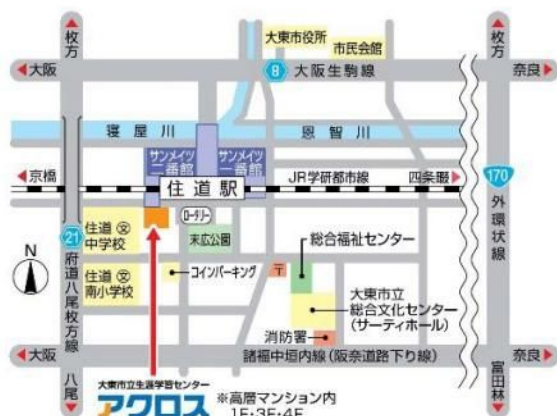 枚方
枚方
大東市役所
市民会館
大阪
8
大阪生駒線
奈良
寝屋川
恩智川
サンメイツ
二番館
サンメイツ
一番館
京橋
住道駅
JR学研都市線
四条畷
170
外環状線
住道 文
中学校
ロータリー
末広公園
総合福祉センター
21
府道八尾枚方線
N
住道 文
南小学校
コインパーキング
〒
大東市立
総合文化センター
(サーティホール)
消防署
大阪
諸福中垣内線(阪奈道路下り線)
奈良
八尾
富田林
大東市立生涯学習センター
アクロス
※高層マンション内
1F・3F・4F